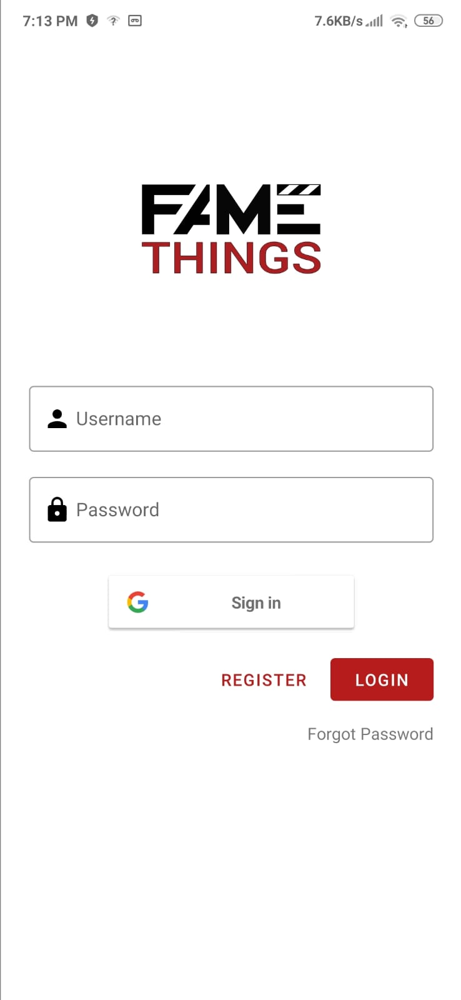 7:13 PM 7.6KB/s 56
FAME
THINGS
Username
Password
G Sign in
REGISTER LOGIN
Forgot Password